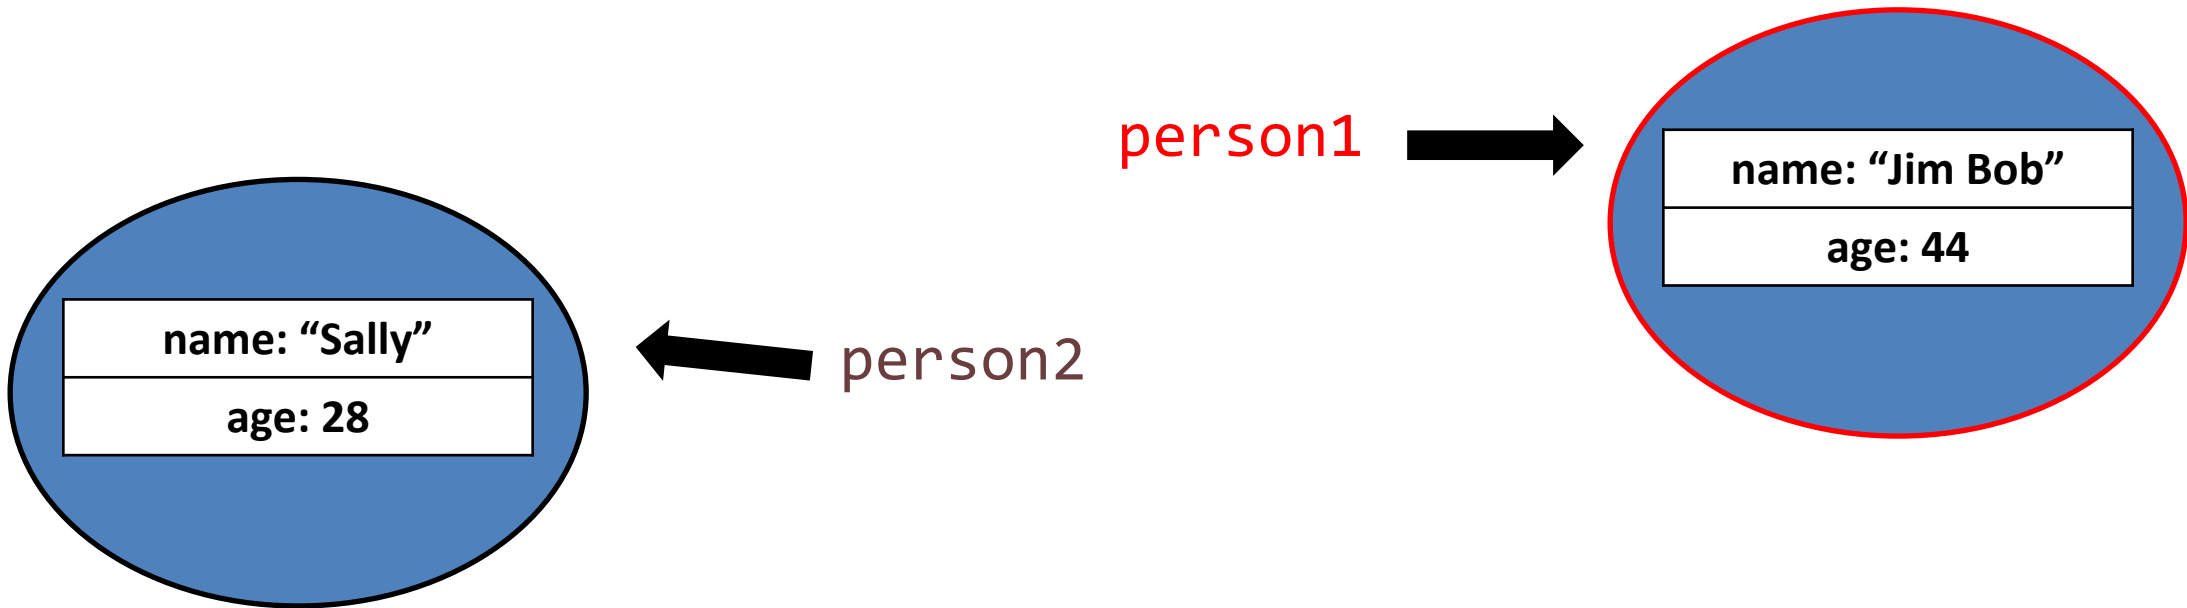 person1
name: “Jim Bob”
age: 44
name: “Sally”
age: 28
person2